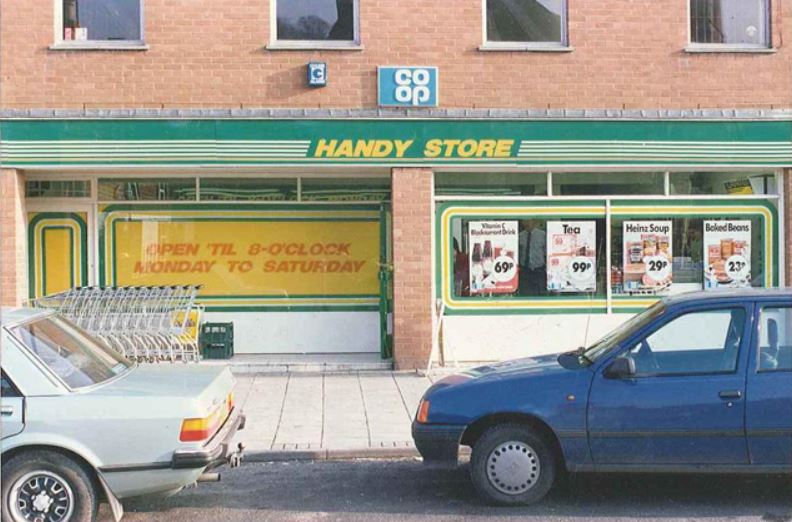 CO
OP
HANDY STORE
OPEN 'TIL 8-O'CLOCK
MONDAY TO SATURDAY
Vitamin C
Blackcurrant Drink
69P
Tea
99P
Heinz Soup
29P
Baked Beans
23P